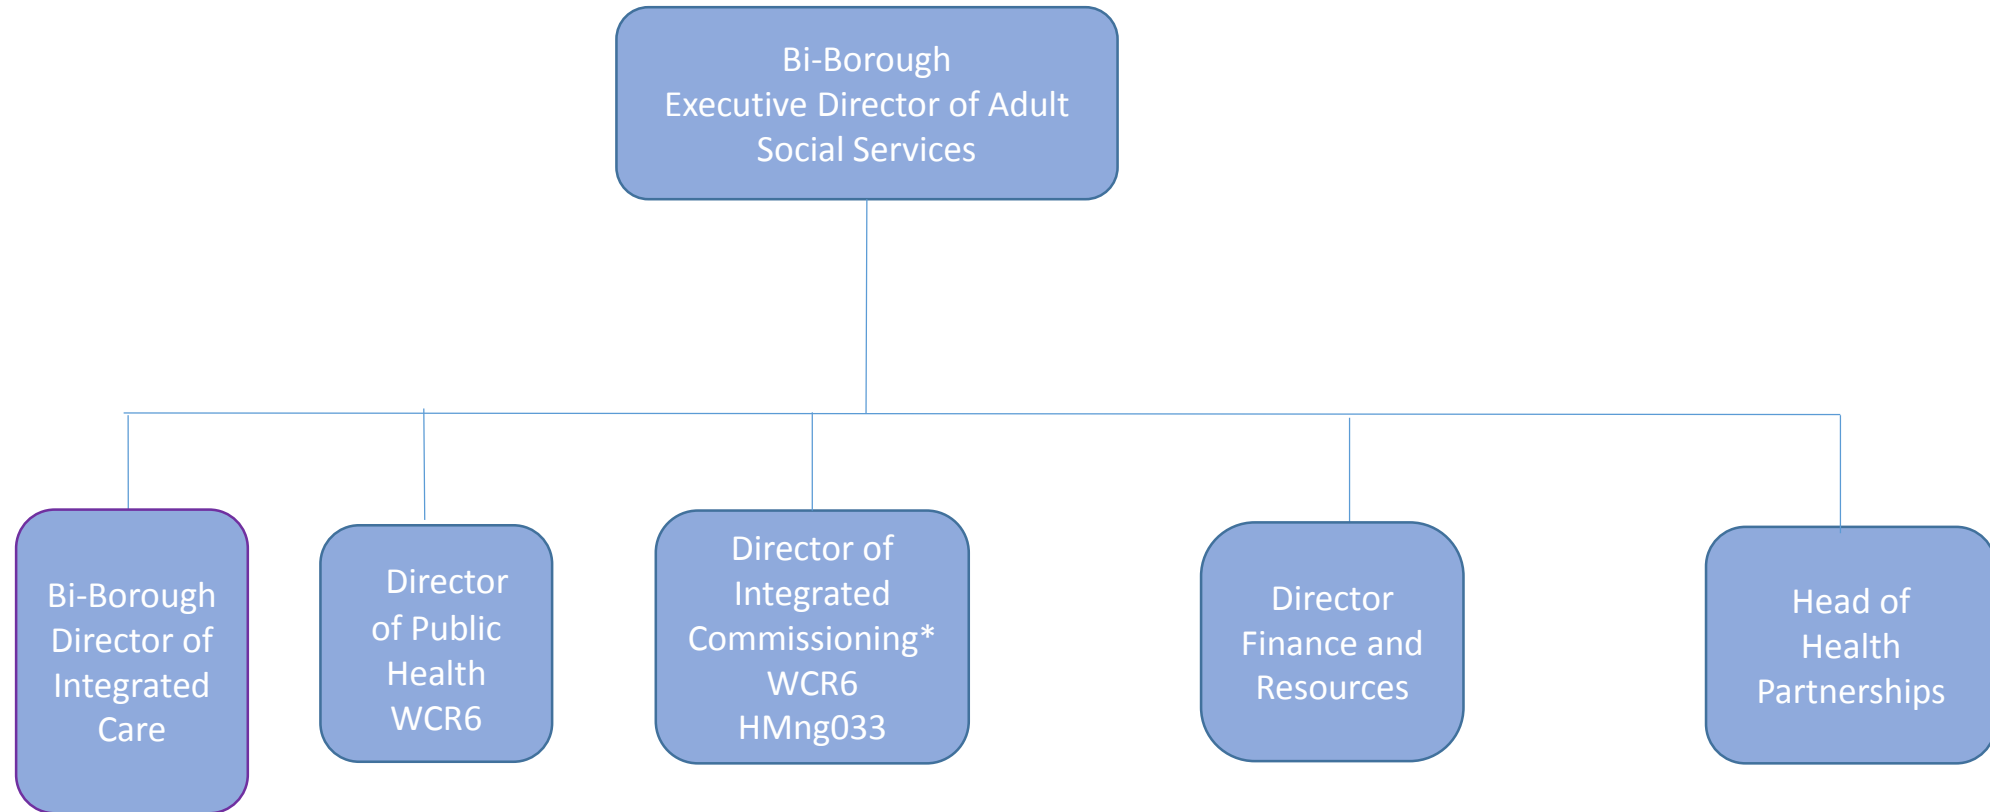 Bi-Borough
Executive Director of Adult
Social Services
Bi-Borough
Director of
Integrated
Care
Director
of Public
Health
WCR6
Director of
Integrated
Commissioning*
WCR6
HMng033
Director
Finance and
Resources
Head of
Health
Partnerships